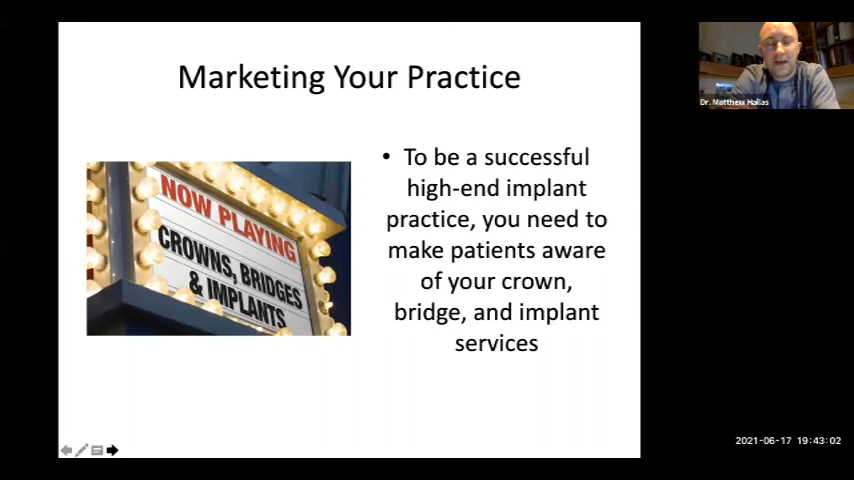 Marketing Your Practice
NOW PLAYING
CROWNS, BRIDGES
& IMPLANTS
• To be a successful
high-end implant
practice, you need to
make patients aware
of your crown,
bridge, and implant
services
Dr. Matthew Hallas
2021-06-17 19:43:02